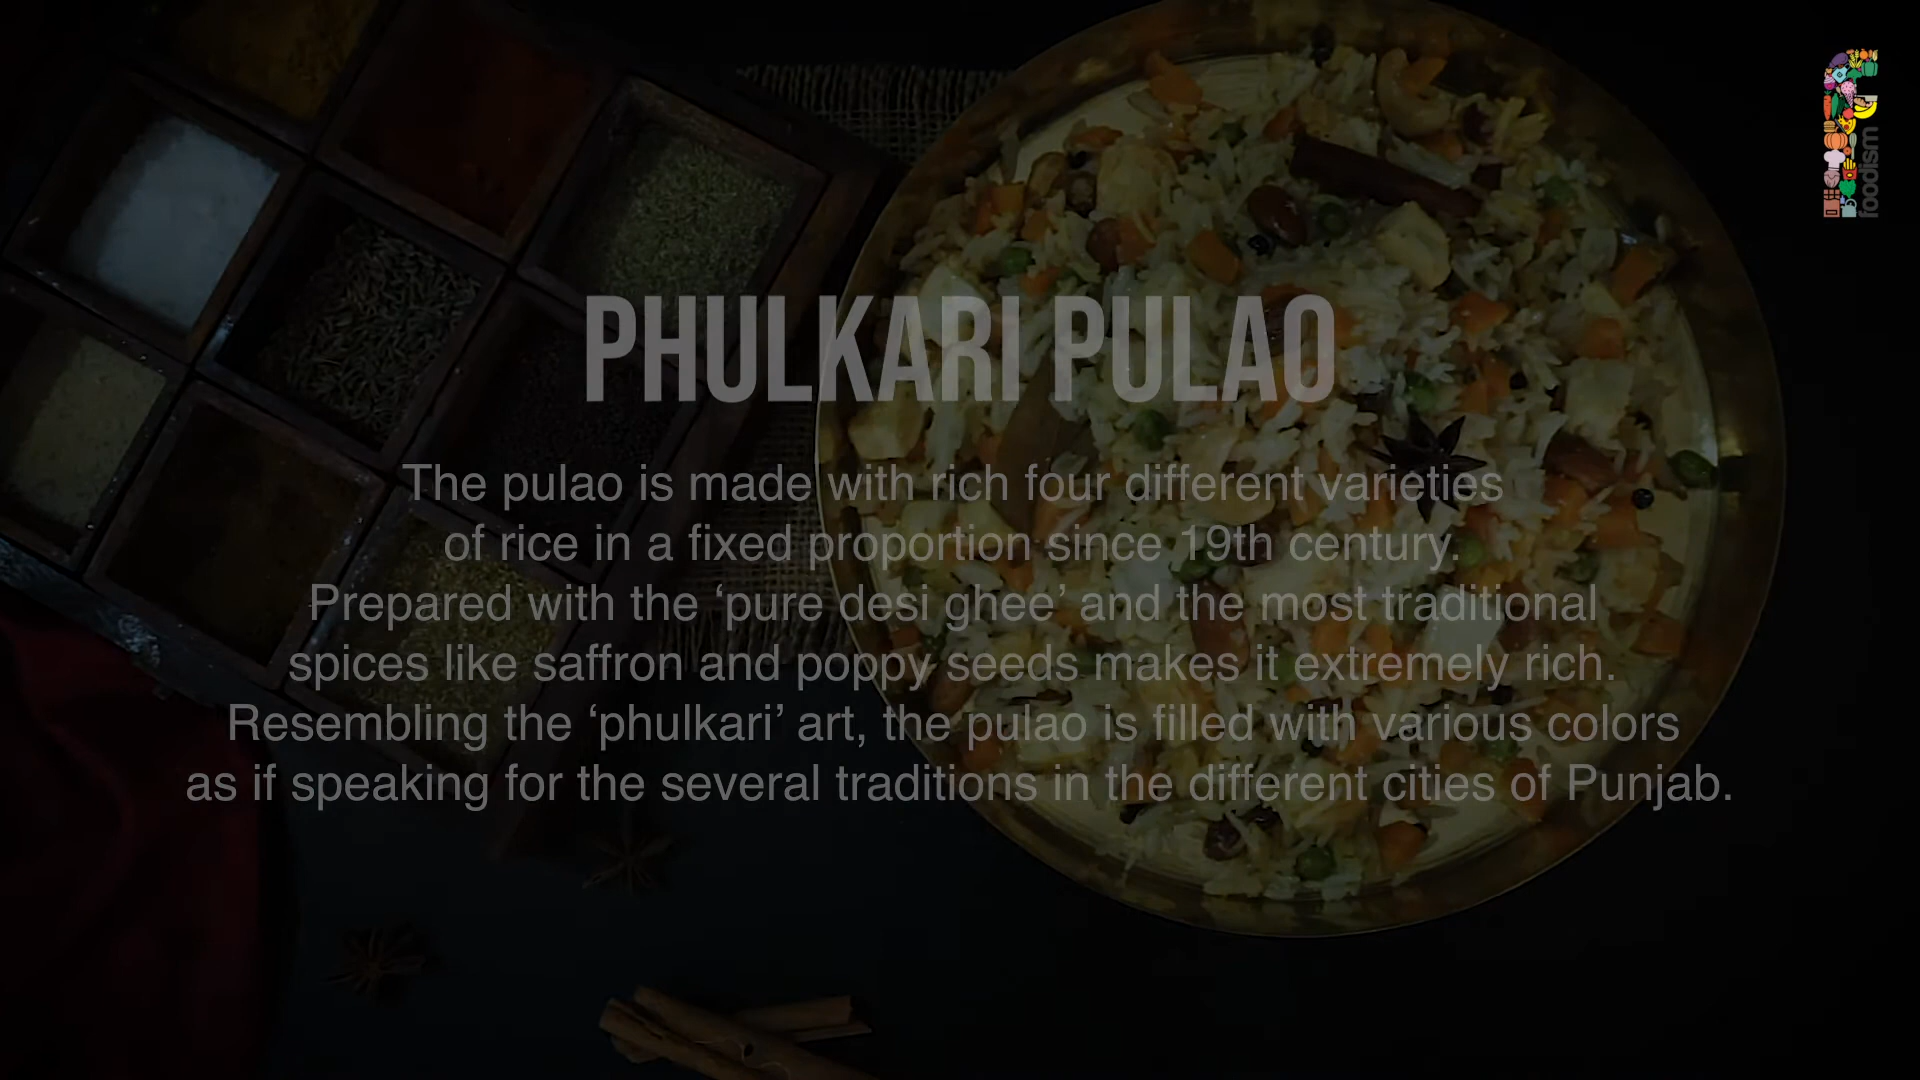 PHULKARI PULAO
The pulao is made with rich four different varieties
of rice in a fixed proportion since 19th century.
Prepared with the ‘pure desi ghee’ and the most traditional
spices like saffron and poppy seeds makes it extremely rich.
Resembling the ‘phulkari’ art, the pulao is filled with various colors
as if speaking for the several traditions in the different cities of Punjab.
foodism